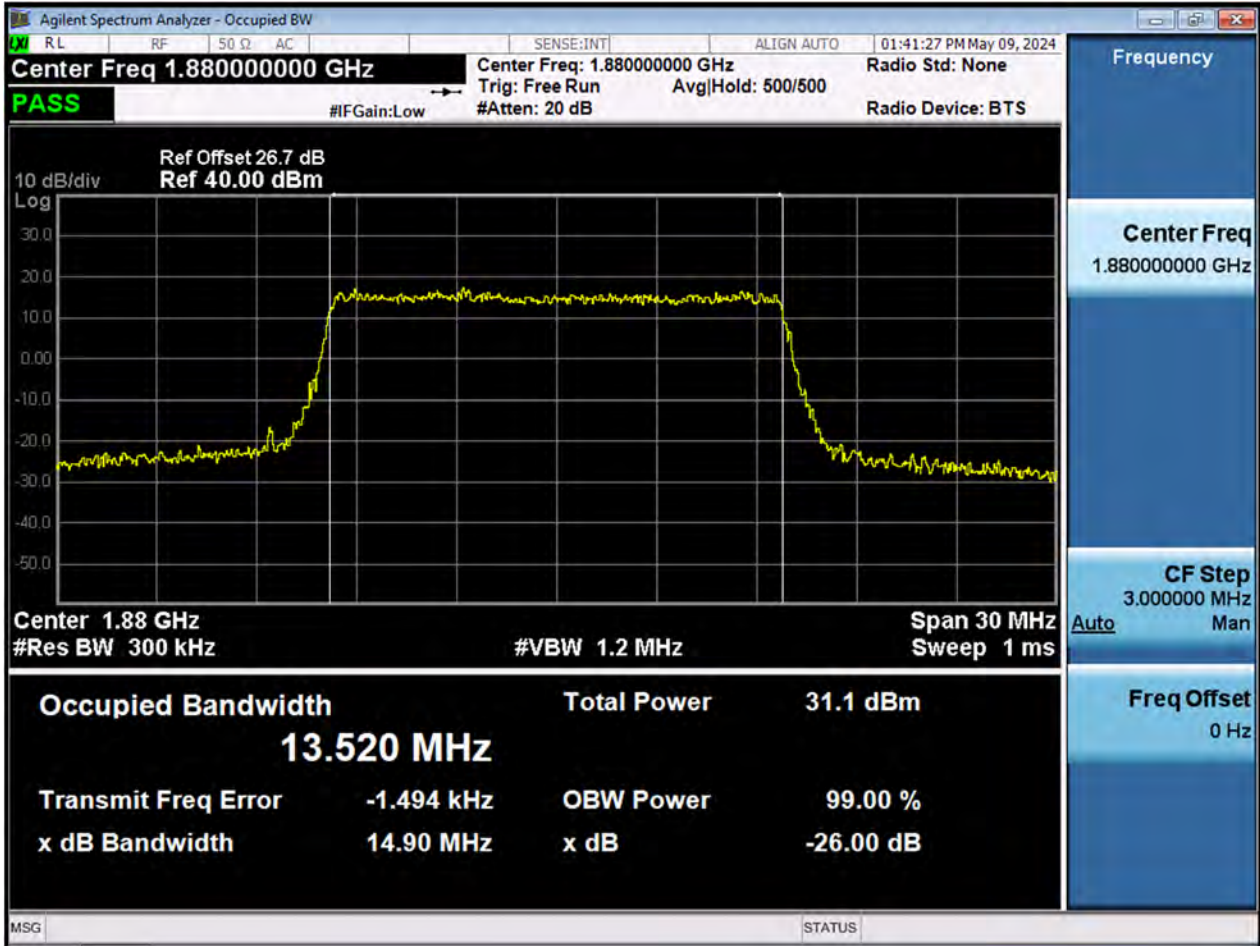 Agilent Spectrum Analyzer - Occupied BW
LXI RL RF 50 Ω AC SENSE:INT ALIGN AUTO 01:41:27 PM May 09, 2024
Center Freq 1.880000000 GHz
Center Freq: 1.880000000 GHz
Radio Std: None
Trig: Free Run Avg|Hold: 500/500
PASS
#IFGain:Low
#Atten: 20 dB
Radio Device: BTS
Ref Offset 26.7 dB
10 dB/div Ref 40.00 dBm
Log
30.0
20.0
10.0
0.00
-10.0
-20.0
-30.0
-40.0
-50.0
Center 1.88 GHz Span 30 MHz
#Res BW 300 kHz #VBW 1.2 MHz Sweep 1 ms
Occupied Bandwidth Total Power 31.1 dBm
13.520 MHz
Transmit Freq Error -1.494 kHz OBW Power 99.00 %
x dB Bandwidth 14.90 MHz x dB -26.00 dB
MSG STATUS
Frequency
Center Freq
1.880000000 GHz
CF Step
3.000000 MHz
Auto Man
Freq Offset
0 Hz